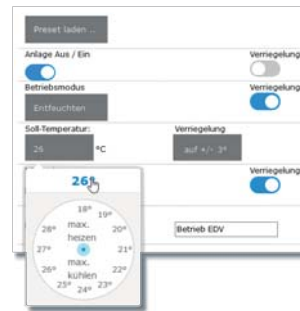 Preset laden ...
Anlage Aus / Ein Verriegelung
Betriebsmodus Verriegelung
Entfeuchten
Soll-Temperatur: Verriegelung
26 °C auf +/- 3°
Verriegelung
26°
18° 19°
28° max. 20°
heizen
27° 21°
max.
26° kühlen 22°
25° 24° 23°
Betrieb EDV